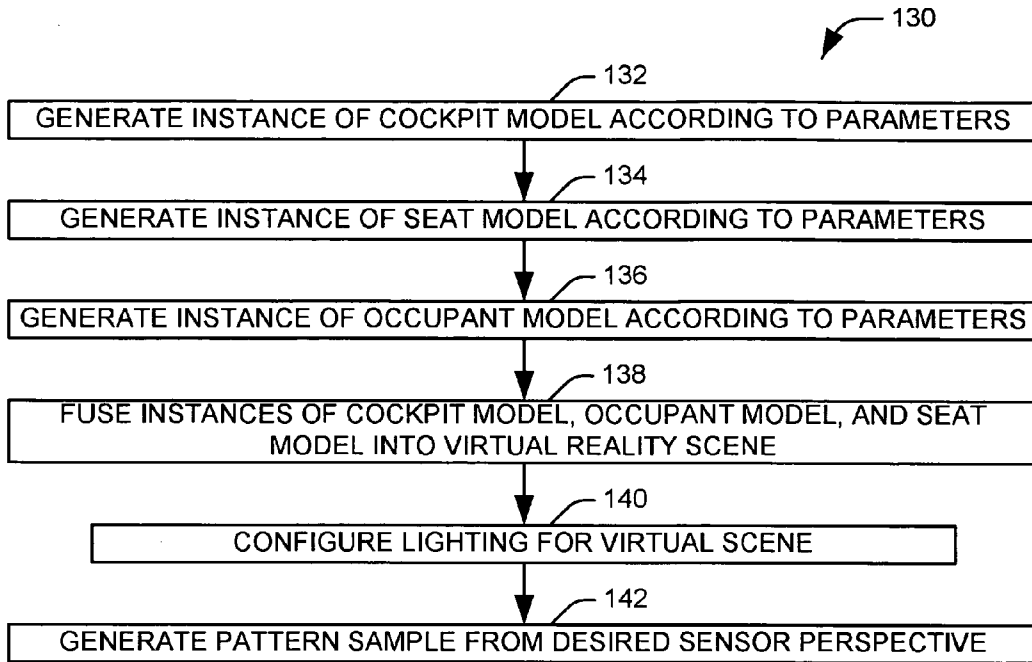 130
132
GENERATE INSTANCE OF COCKPIT MODEL ACCORDING TO PARAMETERS
134
GENERATE INSTANCE OF SEAT MODEL ACCORDING TO PARAMETERS
136
GENERATE INSTANCE OF OCCUPANT MODEL ACCORDING TO PARAMETERS
138
FUSE INSTANCES OF COCKPIT MODEL, OCCUPANT MODEL, AND SEAT
MODEL INTO VIRTUAL REALITY SCENE
140
CONFIGURE LIGHTING FOR VIRTUAL SCENE
142
GENERATE PATTERN SAMPLE FROM DESIRED SENSOR PERSPECTIVE